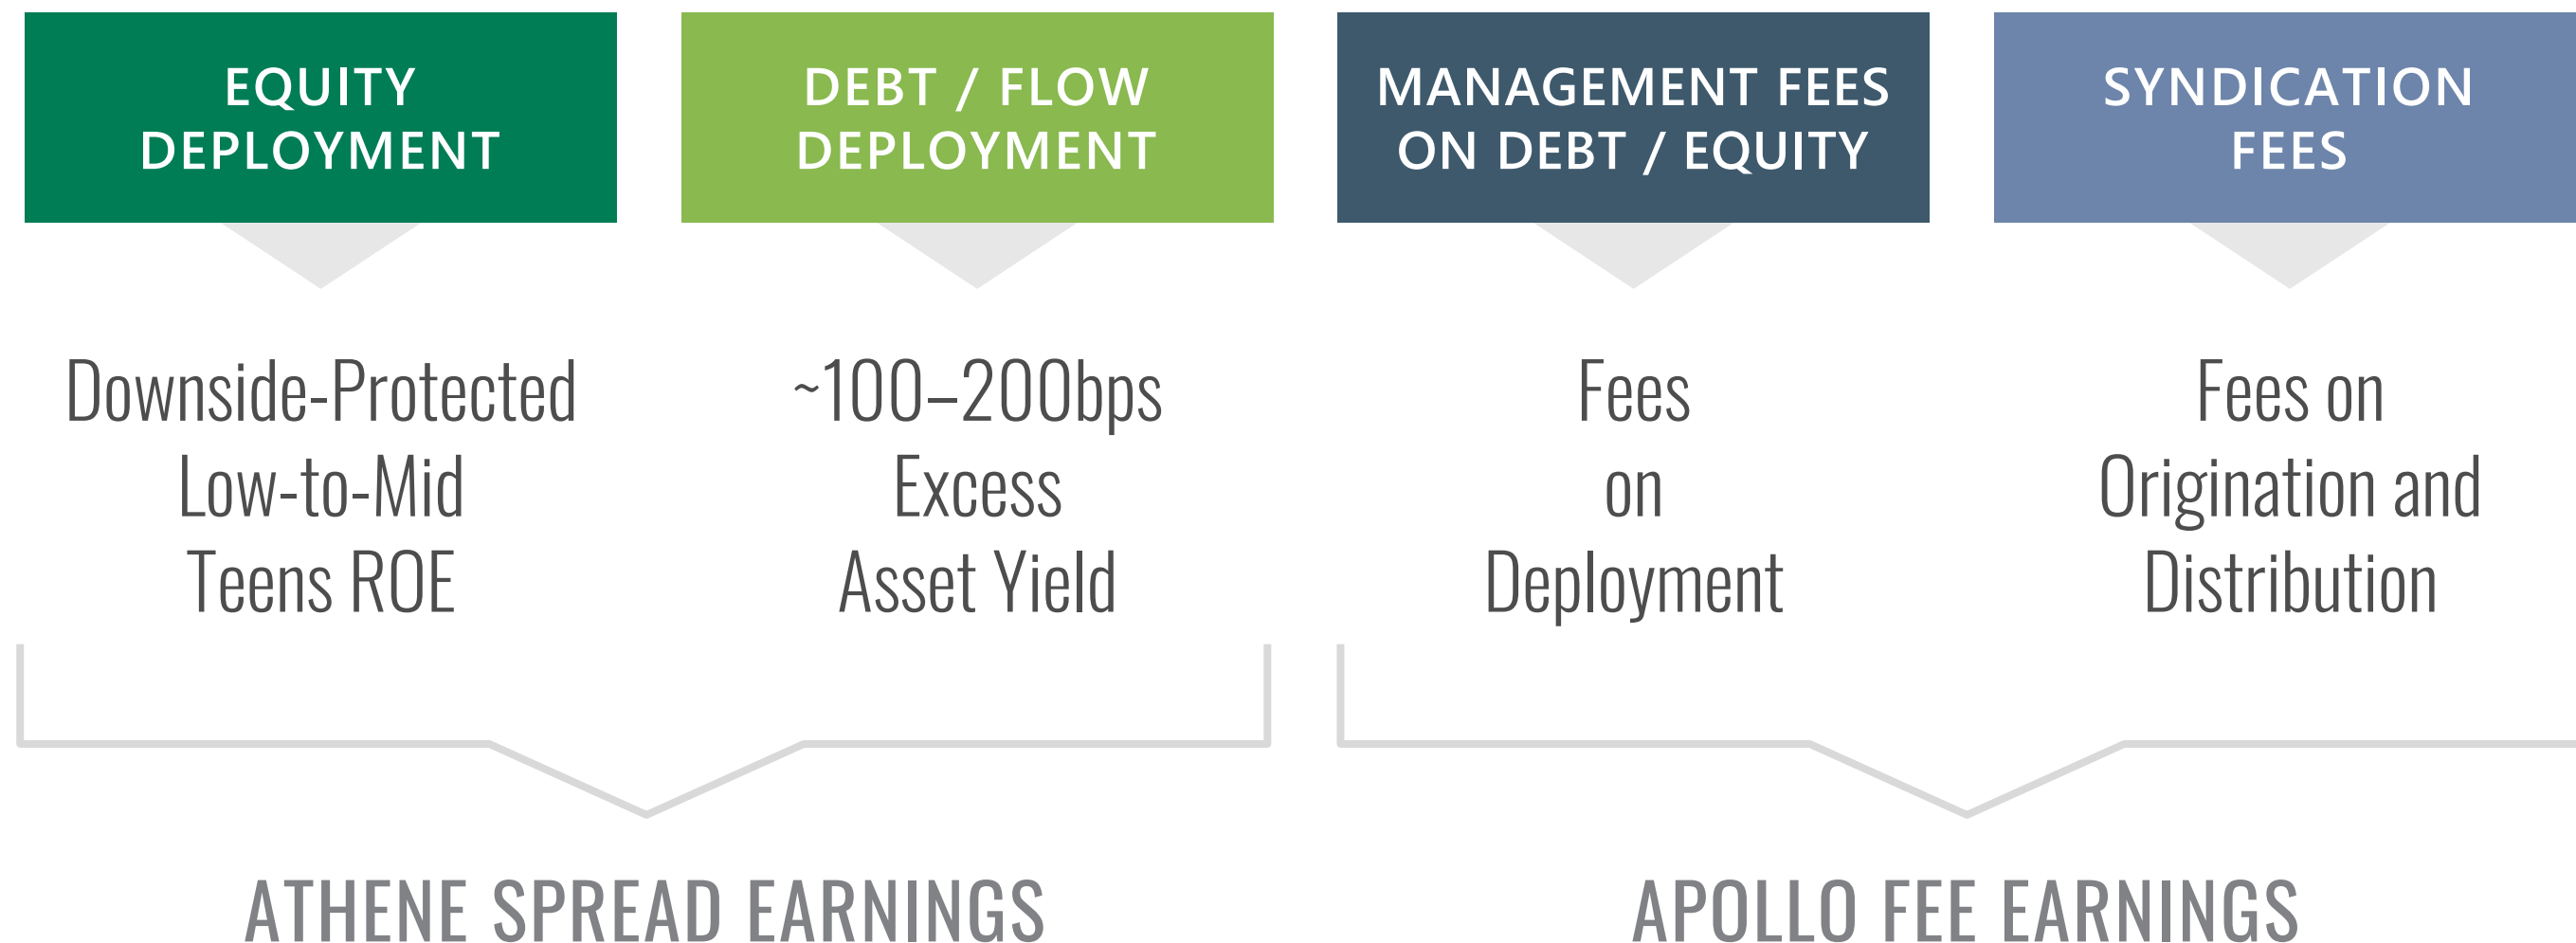 EQUITY
DEPLOYMENT
DEBT / FLOW
DEPLOYMENT
MANAGEMENT FEES
ON DEBT / EQUITY
SYNDICATION
FEES
Downside-Protected
Low-to-Mid
Teens ROE
~100–200bps
Excess
Asset Yield
Fees
on
Deployment
Fees on
Origination and
Distribution
ATHENE SPREAD EARNINGS
APOLLO FEE EARNINGS